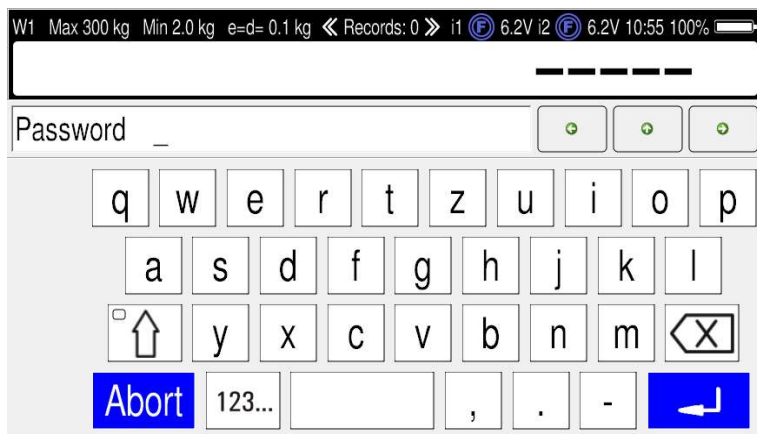 W1 Max 300 kg Min 2.0 kg e=d= 0.1 kg ≪ Records: 0 ≫ i1 F 6.2V i2 F 6.2V 10:55 100%
-----
Password _
q w e r t z u i o p
a s d f g h j k l
y x c v b n m X
Abort 123... , . -